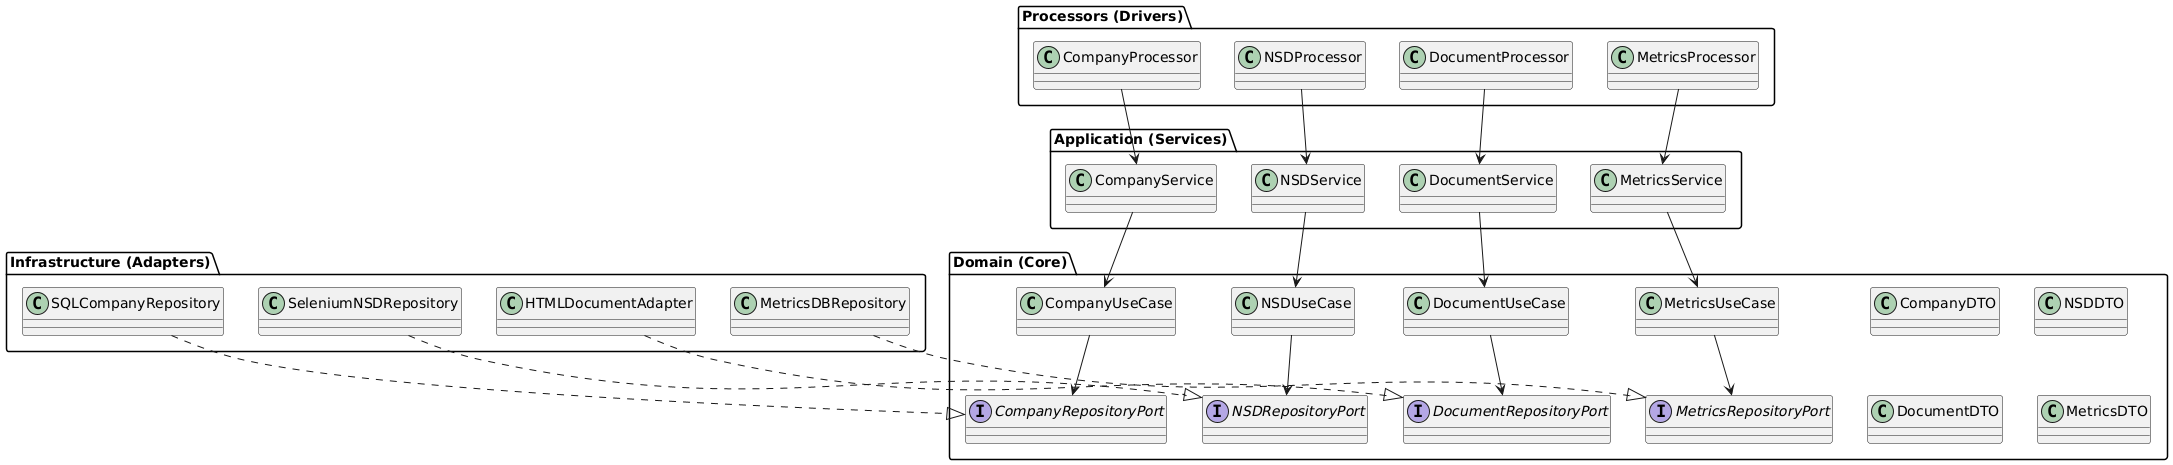 Processors (Drivers)
C CompanyProcessor
C NSDProcessor
C DocumentProcessor
C MetricsProcessor
Application (Services)
C CompanyService
C NSDService
C DocumentService
C MetricsService
Infrastructure (Adapters)
C SQLCompanyRepository
C SeleniumNSDRepository
C HTMLDocumentAdapter
C MetricsDBRepository
Domain (Core)
C CompanyUseCase
C NSDUseCase
C DocumentUseCase
C MetricsUseCase
C CompanyDTO
C NSDDTO
I CompanyRepositoryPort
I NSDRepositoryPort
I DocumentRepositoryPort
I MetricsRepositoryPort
C DocumentDTO
C MetricsDTO